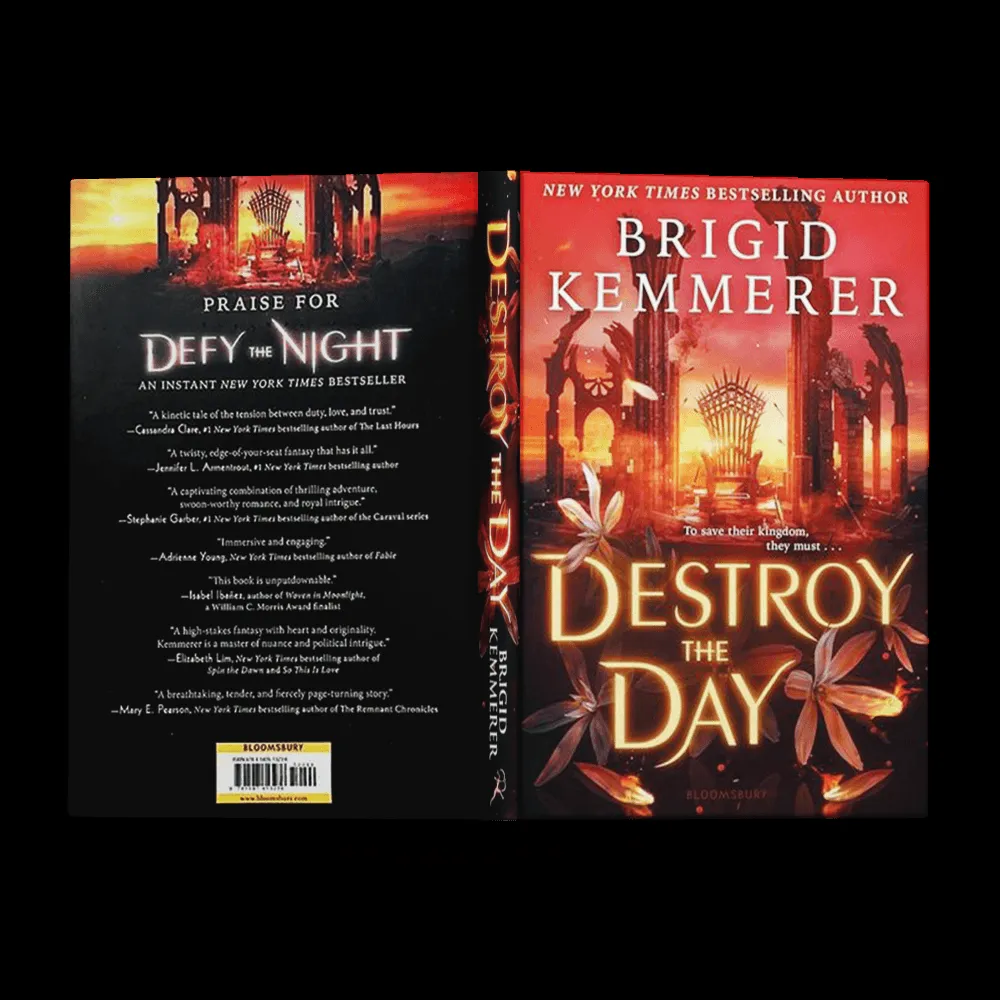 PRAISE FOR
DEFY THE NIGHT
AN INSTANT NEW YORK TIMES BESTSELLER
"A kinetic tale of the tension between duty, love, and trust."
—Cassandra Clare, #1 New York Times bestselling author of The Last Hours
"A twisty, edge-of-your-seat fantasy that has it all."
—Jennifer L. Armentrout, #1 New York Times bestselling author
"A captivating combination of thrilling adventure,
swoon-worthy romance, and royal intrigue."
—Stephanie Garber, #1 New York Times bestselling author of the Caraval series
"Immersive and engaging."
—Adrienne Young, New York Times bestselling author of Fable
"This book is unputdownable."
—Isabel Ibañez, author of Woven in Moonlight,
a William C. Morris Award finalist
"A high-stakes fantasy with heart and originality.
Kemmerer is a master of nuance and political intrigue."
—Elizabeth Lim, New York Times bestselling author of
Spin the Dawn and So This Is Love
"A breathtaking, tender, and fiercely page-turning story."
—Mary E. Pearson, New York Times bestselling author of The Remnant Chronicles
BLOOMSBURY
www.bloomsbury.com
DESTROY THE DAY
BRIGID
KEMMERER
NEW YORK TIMES BESTSELLING AUTHOR
BRIGID
KEMMERER
To save their kingdom,
they must . . .
DESTROY
THE
DAY
BLOOMSBURY